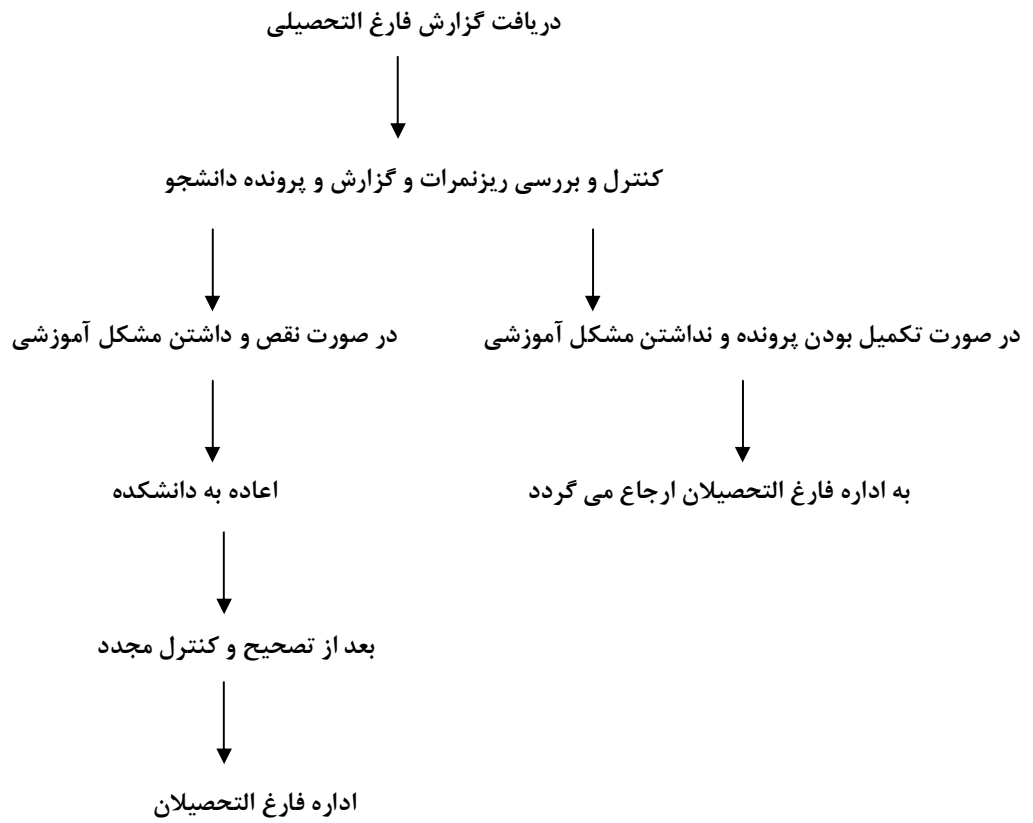 دریافت گزارش فارغ التحصیلی
کنترل و بررسی ریزنمرات و گزارش و پرونده دانشجو
در صورت تکمیل بودن پرونده و نداشتن مشکل آموزشی
در صورت نقص و داشتن مشکل آموزشی
به اداره فارغ التحصیلان ارجاع می گردد
اعاده به دانشکده
بعد از تصحیح و کنترل مجدد
اداره فارغ التحصیلان